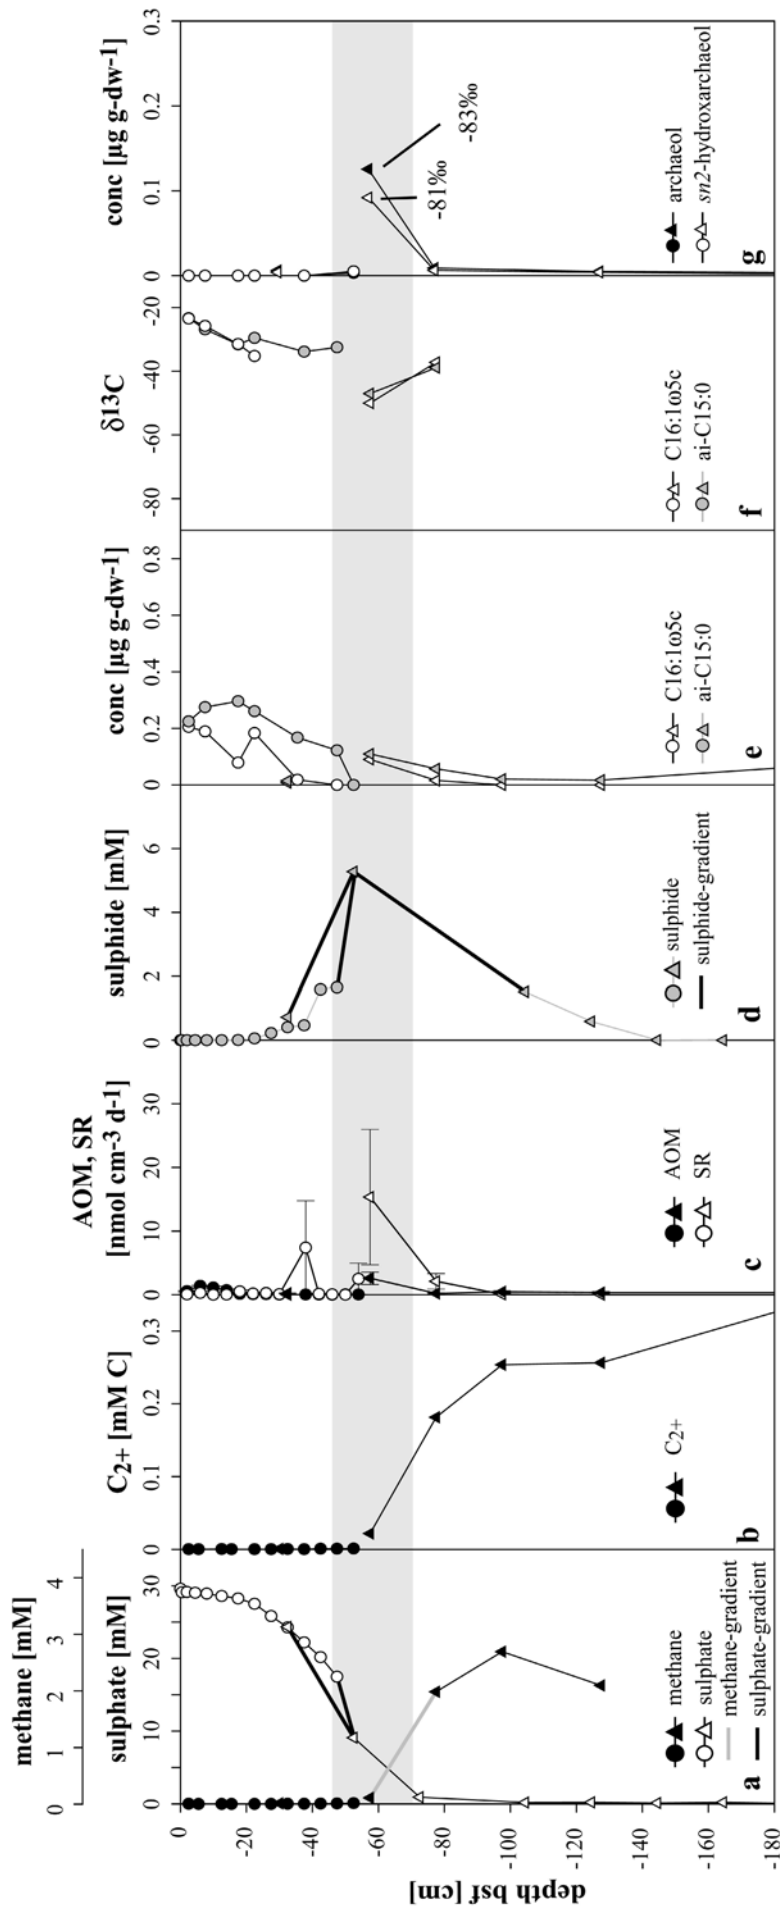 methane [mM]
0 1 2 3 4
sulphate [mM]
0 10 20 30
depth bsf [cm]
0
-20
-40
-60
-80
-100
-120
-140
-160
-180
methane
sulphate
methane-gradient
sulphate-gradient
a
C2+ [mM C]
0 0.1 0.2 0.3
C2+
b
AOM, SR
[nmol cm-3 d-1]
0 10 20 30
AOM
SR
c
sulphide [mM]
0 2 4 6
sulphide
sulphide-gradient
d
conc [µg g-dw-1]
0 0.2 0.4 0.6 0.8
C16:1ω5c
ai-C15:0
e
δ13C
-80 -60 -40 -20
C16:1ω5c
ai-C15:0
f
conc [µg g-dw-1]
0 0.1 0.2 0.3
-81‰
-83‰
archaeol
sn2-hydroxarchaeol
g